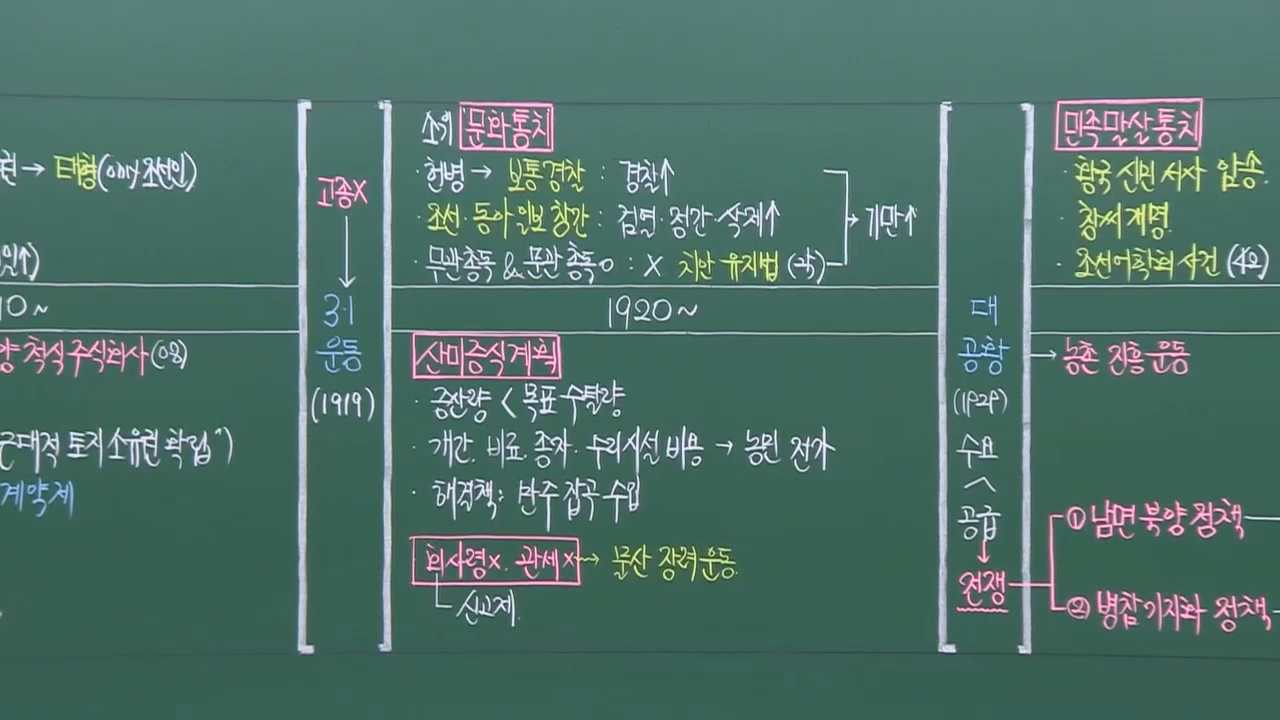 권 → 태형(only 조선인)
인↑)
10~
양 척식 주식회사(08)
근대적 토지 소유권 확립")
계약제
고종X
3·1
운동
(1919)
소위 "문화통치"
· 헌병 → 보통 경찰 : 경찰↑
· 조선·동아일보 창간 : 검열·정간·삭제↑
· 무관총독 & 문관 총독O : X 치안 유지법 (25)
→ 기만↑
1920~
산미증식계획
· 증산량 < 목표 수탈량
· 개간. 비료. 종자. 수리시설 비용 → 농민 전가
· 해결책: 만주 잡곡 수입
회사령X. 관세X → 물산 장려운동.
신고제.
대
공황
(1929)
수요
^
공급
↓
전쟁
민족말살통치
· 황국 신민 서사 암송.
· 창씨 개명.
· 조선어학회 사건 (42)
→ 농촌 진흥 운동
① 남면 북양 정책
② 병참 기지화 정책